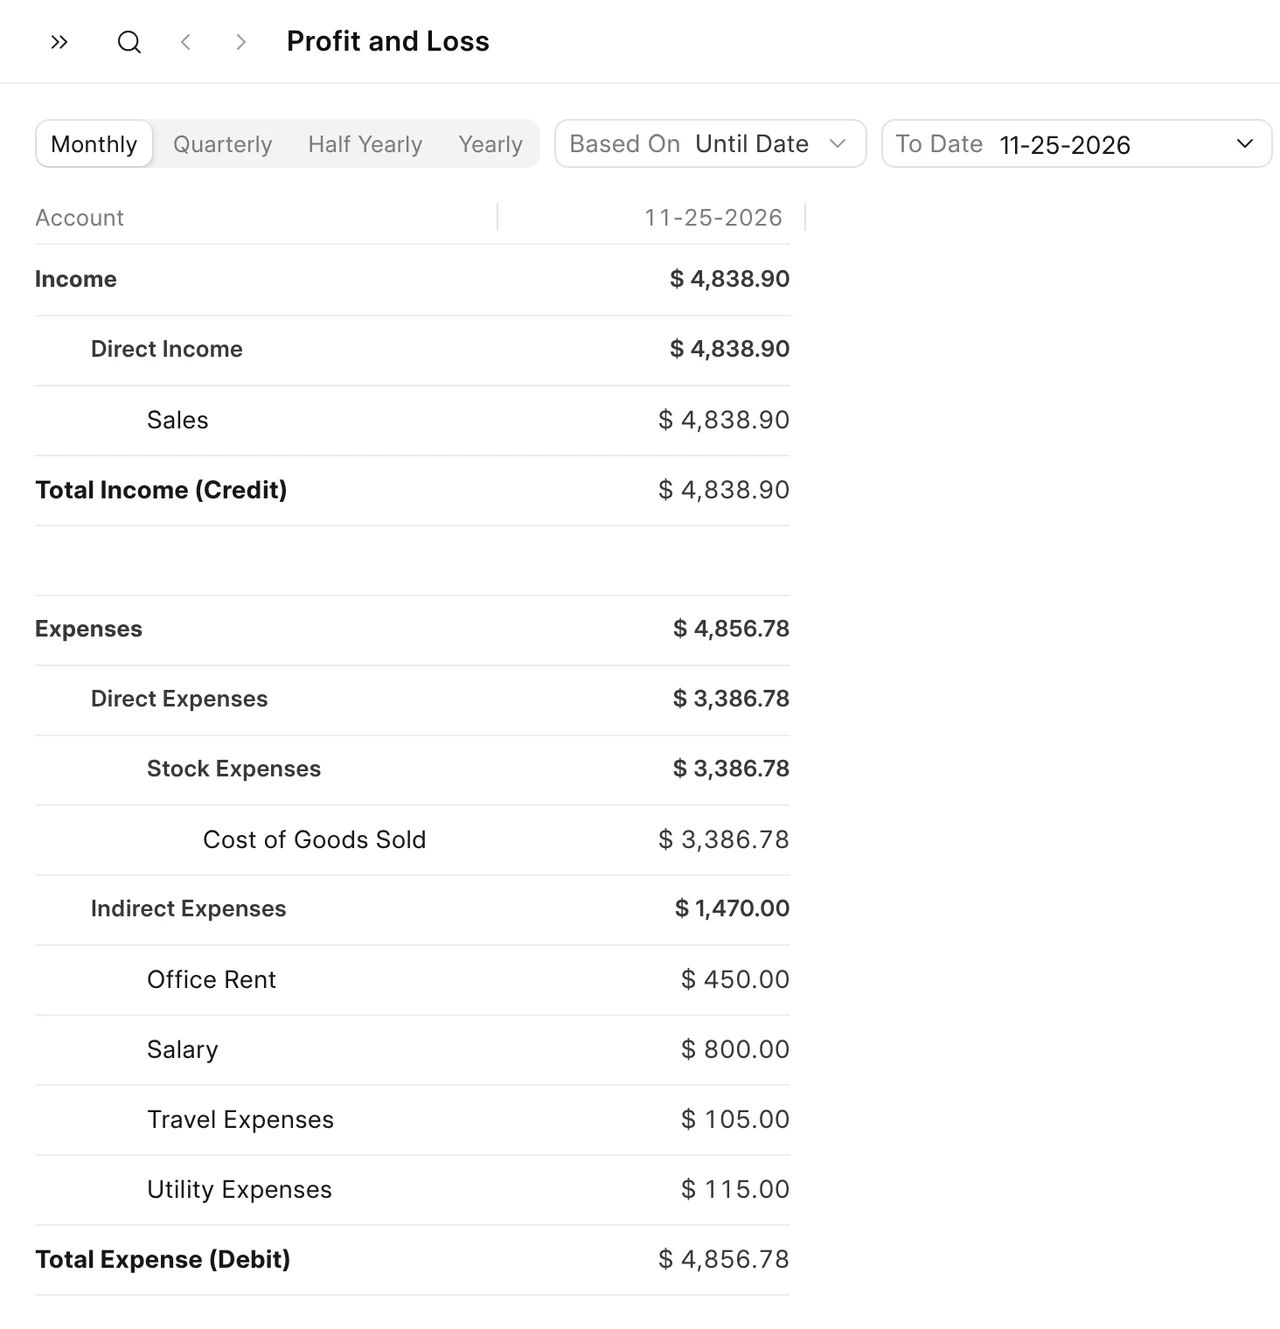 Profit and Loss
Monthly Quarterly Half Yearly Yearly Based On Until Date To Date 11-25-2026
Account 11-25-2026
Income $ 4,838.90
Direct Income $ 4,838.90
Sales $ 4,838.90
Total Income (Credit) $ 4,838.90
Expenses $ 4,856.78
Direct Expenses $ 3,386.78
Stock Expenses $ 3,386.78
Cost of Goods Sold $ 3,386.78
Indirect Expenses $ 1,470.00
Office Rent $ 450.00
Salary $ 800.00
Travel Expenses $ 105.00
Utility Expenses $ 115.00
Total Expense (Debit) $ 4,856.78